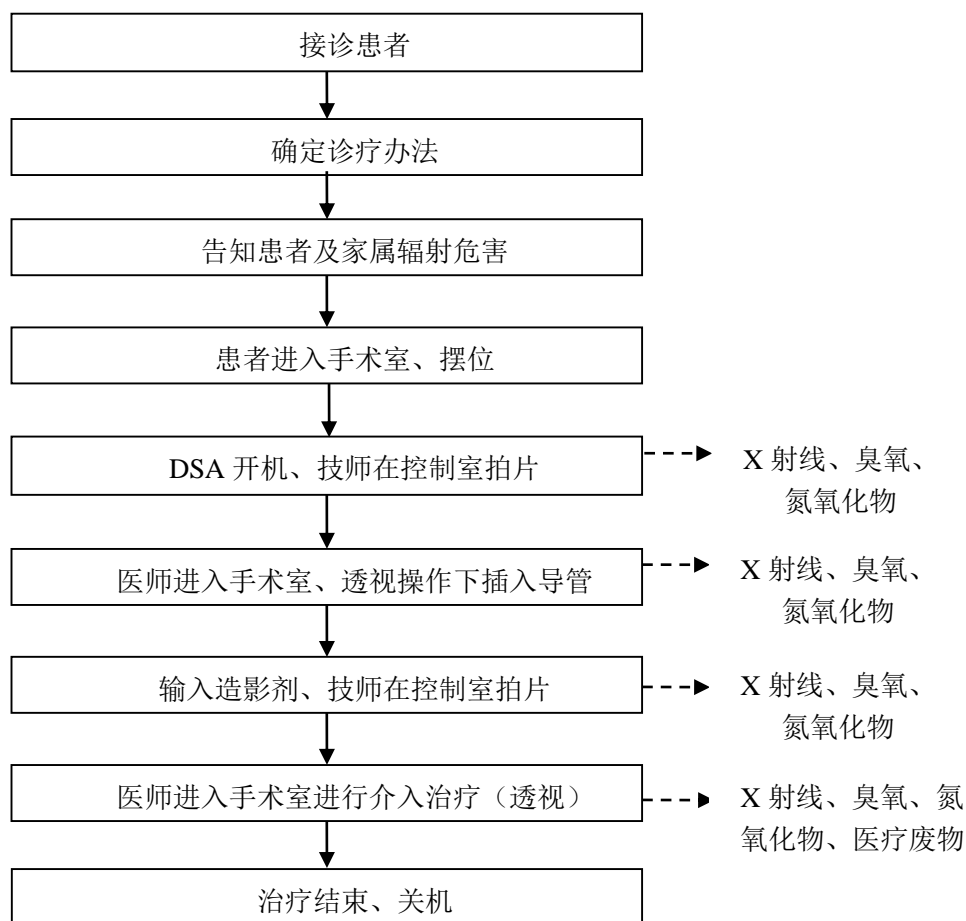 接诊患者
确定诊疗办法
告知患者及家属辐射危害
患者进入手术室、摆位
DSA 开机、技师在控制室拍片
X 射线、臭氧、
氮氧化物
医师进入手术室、透视操作下插入导管
X 射线、臭氧、
氮氧化物
输入造影剂、技师在控制室拍片
X 射线、臭氧、
氮氧化物
医师进入手术室进行介入治疗（透视）
X 射线、臭氧、氮
氧化物、医疗废物
治疗结束、关机